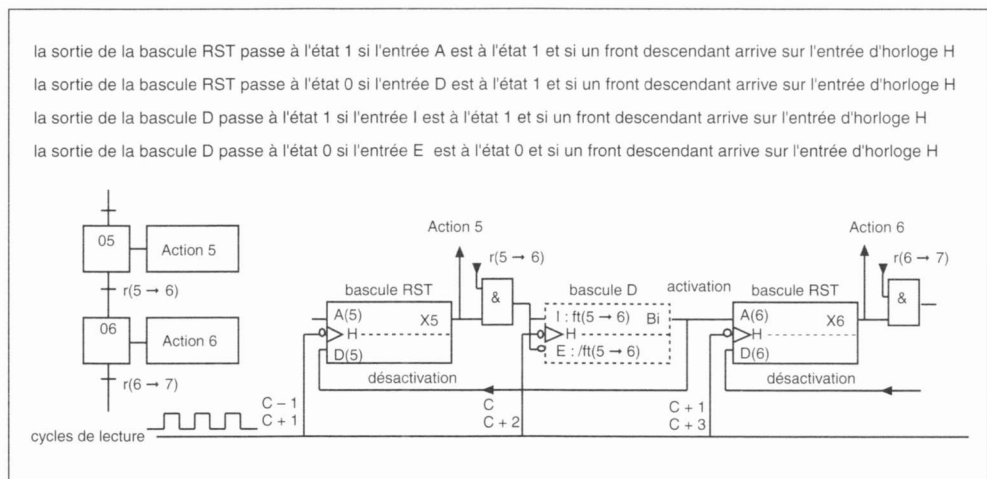 la sortie de la bascule RST passe à l'état 1 si l'entrée A est à l'état 1 et si un front descendant arrive sur l'entrée d'horloge H
la sortie de la bascule RST passe à l'état 0 si l'entrée D est à l'état 1 et si un front descendant arrive sur l'entrée d'horloge H
la sortie de la bascule D passe à l'état 1 si l'entrée I est à l'état 1 et si un front descendant arrive sur l'entrée d'horloge H
la sortie de la bascule D passe à l'état 0 si l'entrée E est à l'état 0 et si un front descendant arrive sur l'entrée d'horloge H
05
Action 5
r(5 → 6)
06
Action 6
r(6 → 7)
cycles de lecture
Action 5
r(5 → 6)
&
bascule RST
A(5)
X5
H
D(5)
désactivation
C – 1
C + 1
bascule D
I : ft(5 → 6) Bi
H
E : /ft(5 → 6)
C
C + 2
activation
Action 6
r(6 → 7)
&
bascule RST
A(6)
X6
H
D(6)
désactivation
C + 1
C + 3